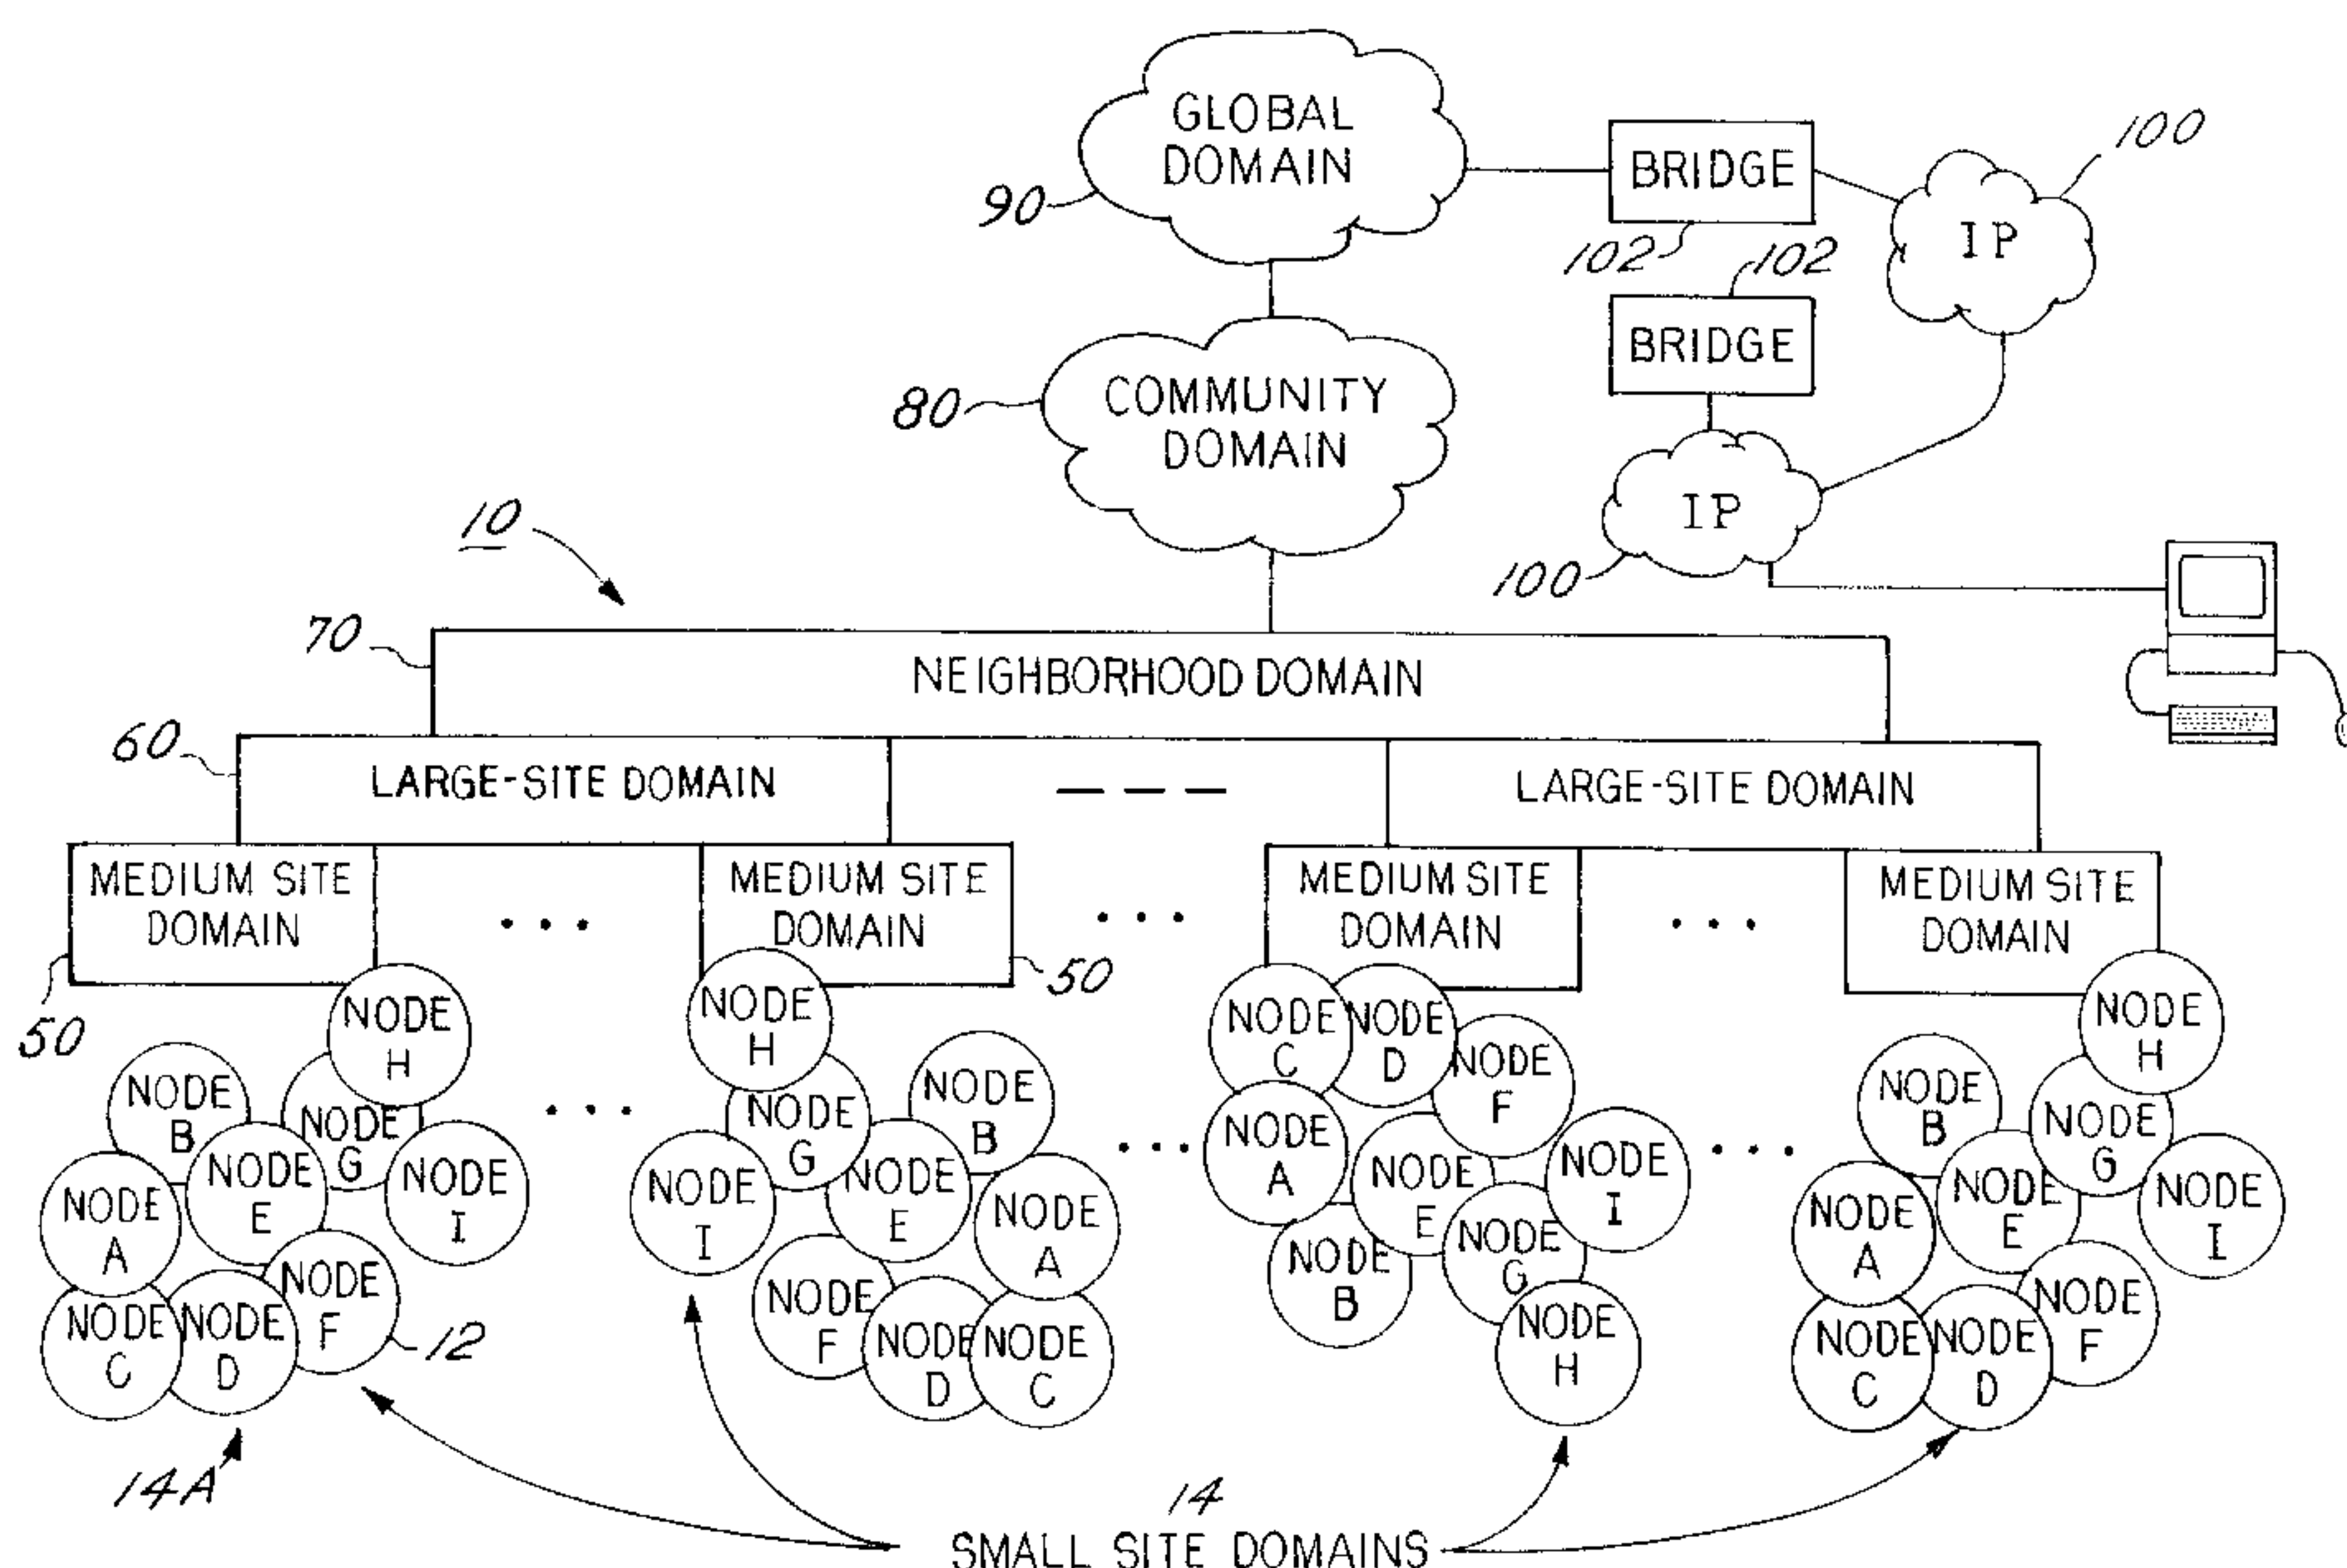 GLOBAL
DOMAIN
90
BRIDGE
102
100
IP
102
BRIDGE
COMMUNITY
DOMAIN
80
IP
100
10
70
NEIGHBORHOOD DOMAIN
60
LARGE-SITE DOMAIN
LARGE-SITE DOMAIN
MEDIUM SITE
DOMAIN
50
MEDIUM SITE
DOMAIN
50
MEDIUM SITE
DOMAIN
MEDIUM SITE
DOMAIN
NODE
H
NODE
B
NODE
G
NODE
E
NODE
I
NODE
A
NODE
F
NODE
C
NODE
D
12
14A
NODE
H
NODE
G
NODE
B
NODE
I
NODE
E
NODE
A
NODE
F
NODE
D
NODE
C
NODE
C
NODE
D
NODE
F
NODE
A
NODE
E
NODE
I
NODE
B
NODE
G
NODE
H
NODE
H
NODE
B
NODE
G
NODE
E
NODE
I
NODE
A
NODE
F
NODE
C
NODE
D
14
SMALL SITE DOMAINS